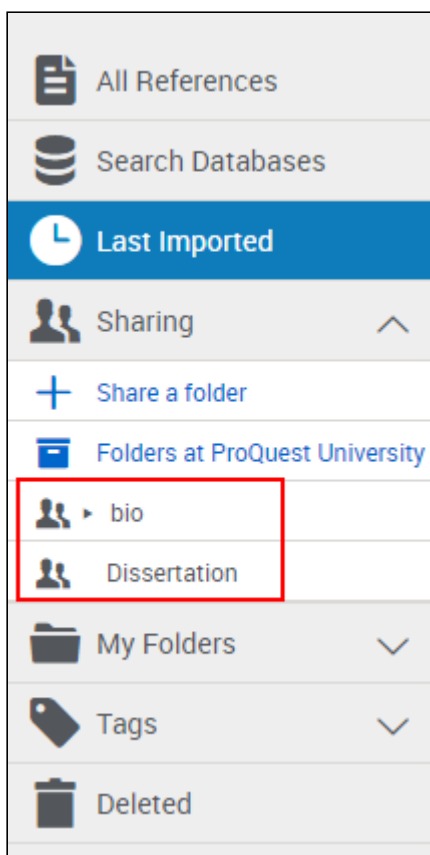 All References
Search Databases
Last Imported
Sharing
Share a folder
Folders at ProQuest University
bio
Dissertation
My Folders
Tags
Deleted